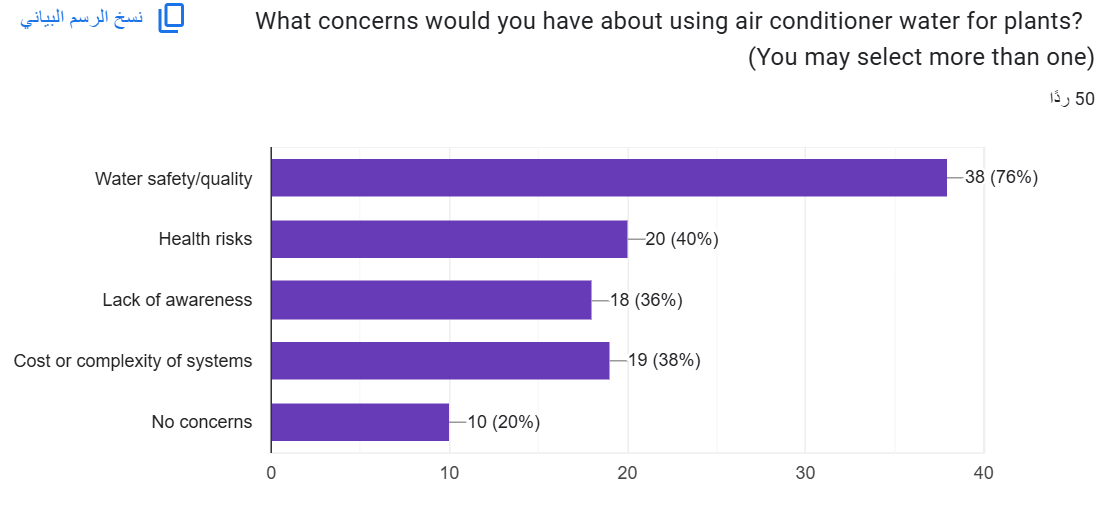 نسخ الرسم البياني
What concerns would you have about using air conditioner water for plants?
(You may select more than one)
50 ردًا
Water safety/quality
38 (76%)
Health risks
20 (40%)
Lack of awareness
18 (36%)
Cost or complexity of systems
19 (38%)
No concerns
10 (20%)
0 10 20 30 40